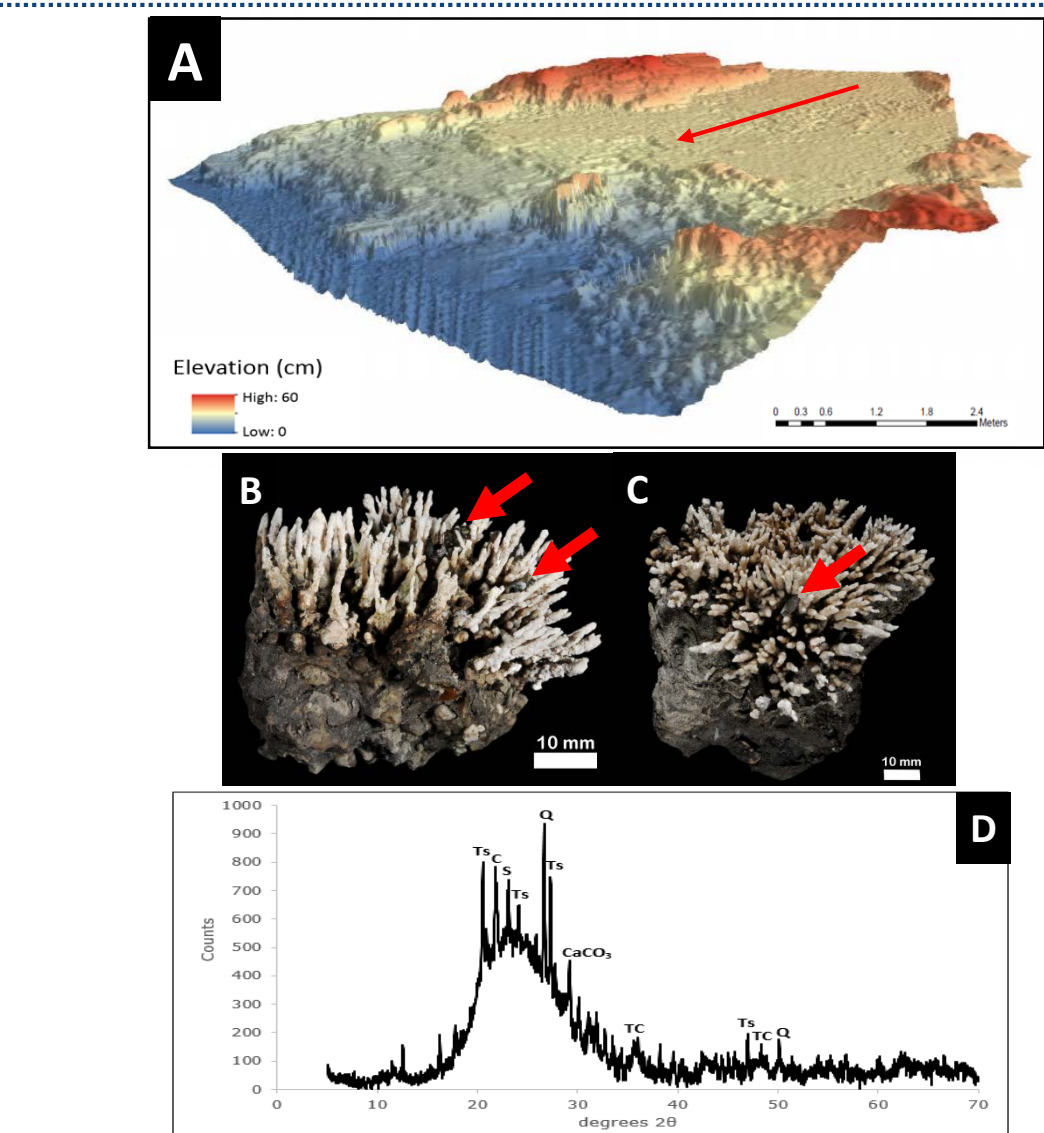 A
Elevation (cm)
High: 60
Low: 0
0 0.3 0.6 1.2 1.8 2.4
Meters
B
C
10 mm
10 mm
D
1000
900
800
700
600
500
400
300
200
100
0
Counts
Ts
C
S
Ts
Q
Ts
CaCO₃
TC
Ts
TC
Q
0 10 20 30 40 50 60 70
degrees 2θ